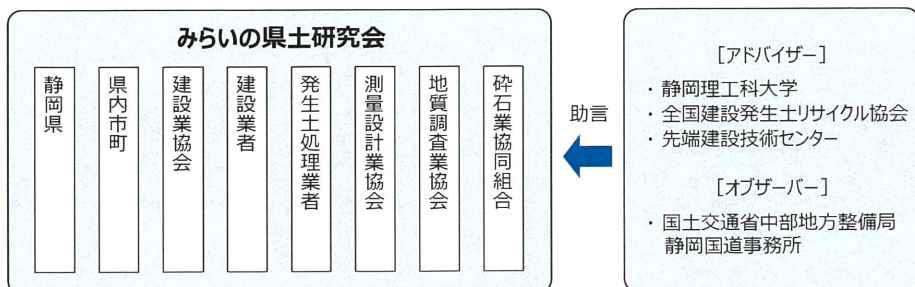 みらいの県土研究会
静岡県
県内市町
建設業協会
建設業者
発生土処理業者
測量設計業協会
地質調査業協会
砕石業協同組合
助言
［アドバイザー］
・静岡理工科大学
・全国建設発生土リサイクル協会
・先端建設技術センター
［オブザーバー］
・国土交通省中部地方整備局
静岡国道事務所